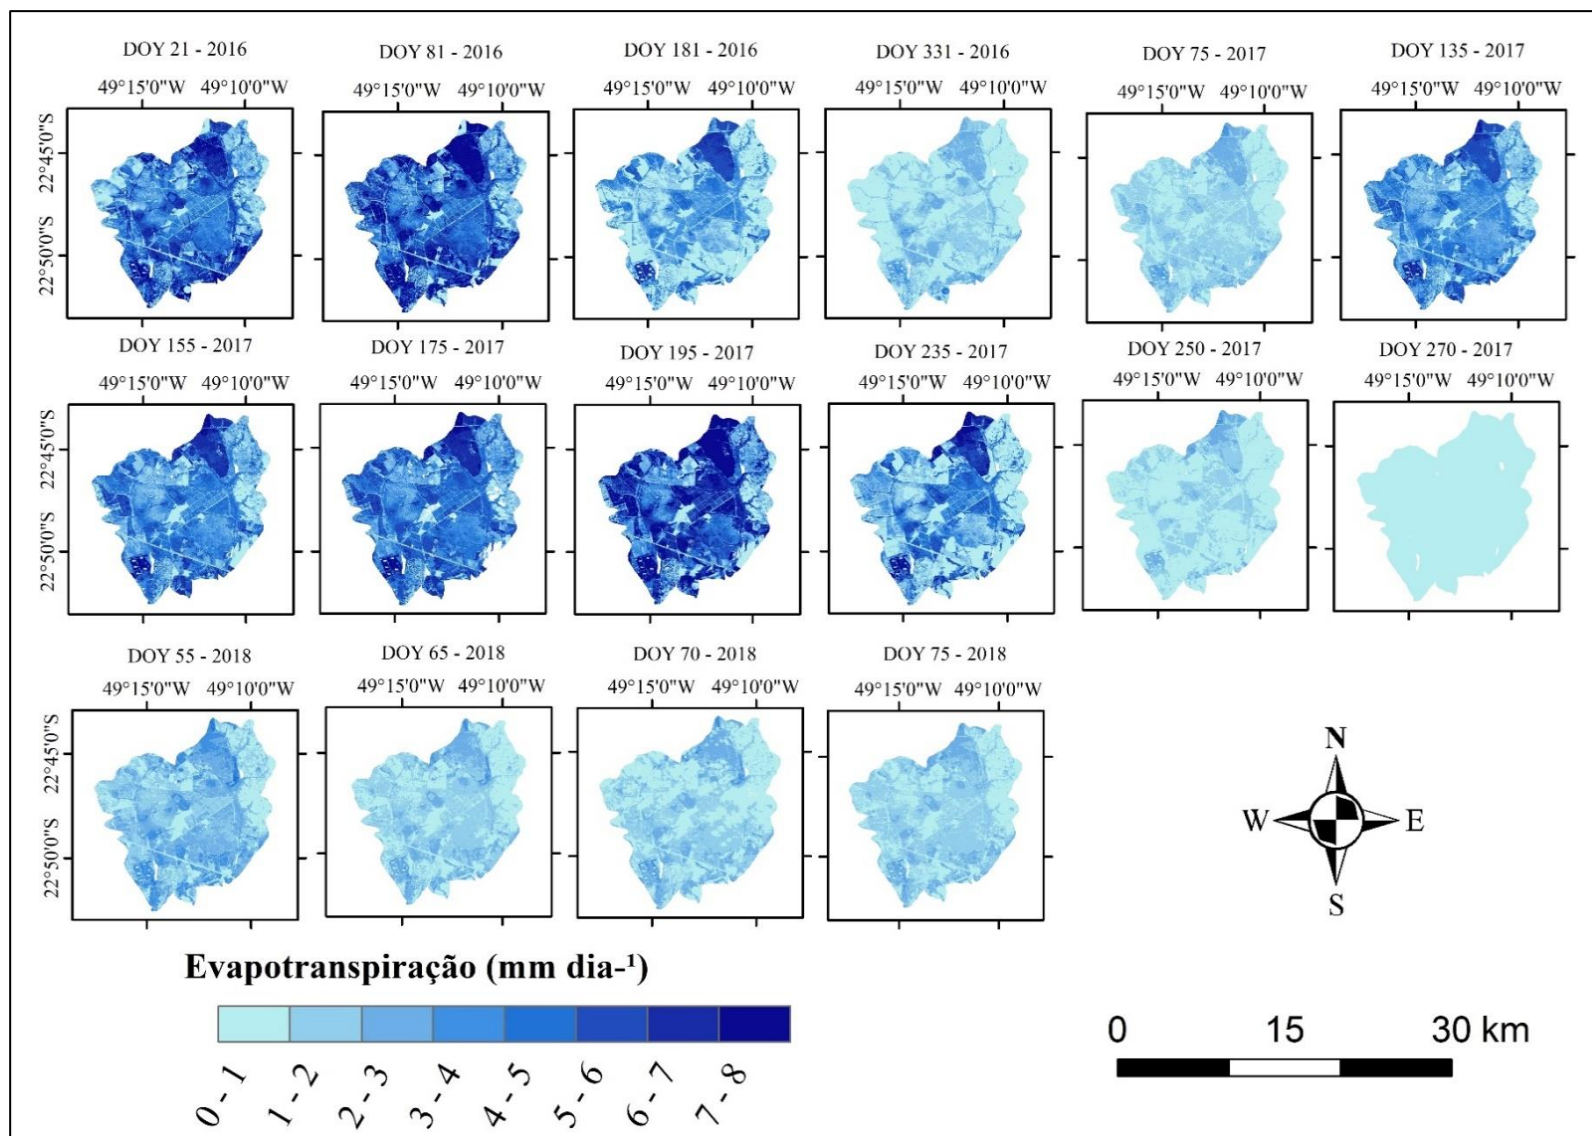 DOY 21 - 2016
DOY 81 - 2016
DOY 181 - 2016
DOY 331 - 2016
DOY 75 - 2017
DOY 135 - 2017
49°15'0"W 49°10'0"W
49°15'0"W 49°10'0"W
49°15'0"W 49°10'0"W
49°15'0"W 49°10'0"W
49°15'0"W 49°10'0"W
49°15'0"W 49°10'0"W
22°45'0"S
22°50'0"S
DOY 155 - 2017
DOY 175 - 2017
DOY 195 - 2017
DOY 235 - 2017
DOY 250 - 2017
DOY 270 - 2017
49°15'0"W 49°10'0"W
49°15'0"W 49°10'0"W
49°15'0"W 49°10'0"W
49°15'0"W 49°10'0"W
49°15'0"W 49°10'0"W
49°15'0"W 49°10'0"W
22°45'0"S
22°50'0"S
DOY 55 - 2018
DOY 65 - 2018
DOY 70 - 2018
DOY 75 - 2018
49°15'0"W 49°10'0"W
49°15'0"W 49°10'0"W
49°15'0"W 49°10'0"W
49°15'0"W 49°10'0"W
22°45'0"S
22°50'0"S
N
W E
S
Evapotranspiração (mm dia-¹)
0 - 1
1 - 2
2 - 3
3 - 4
4 - 5
5 - 6
6 - 7
7 - 8
0 15 30 km